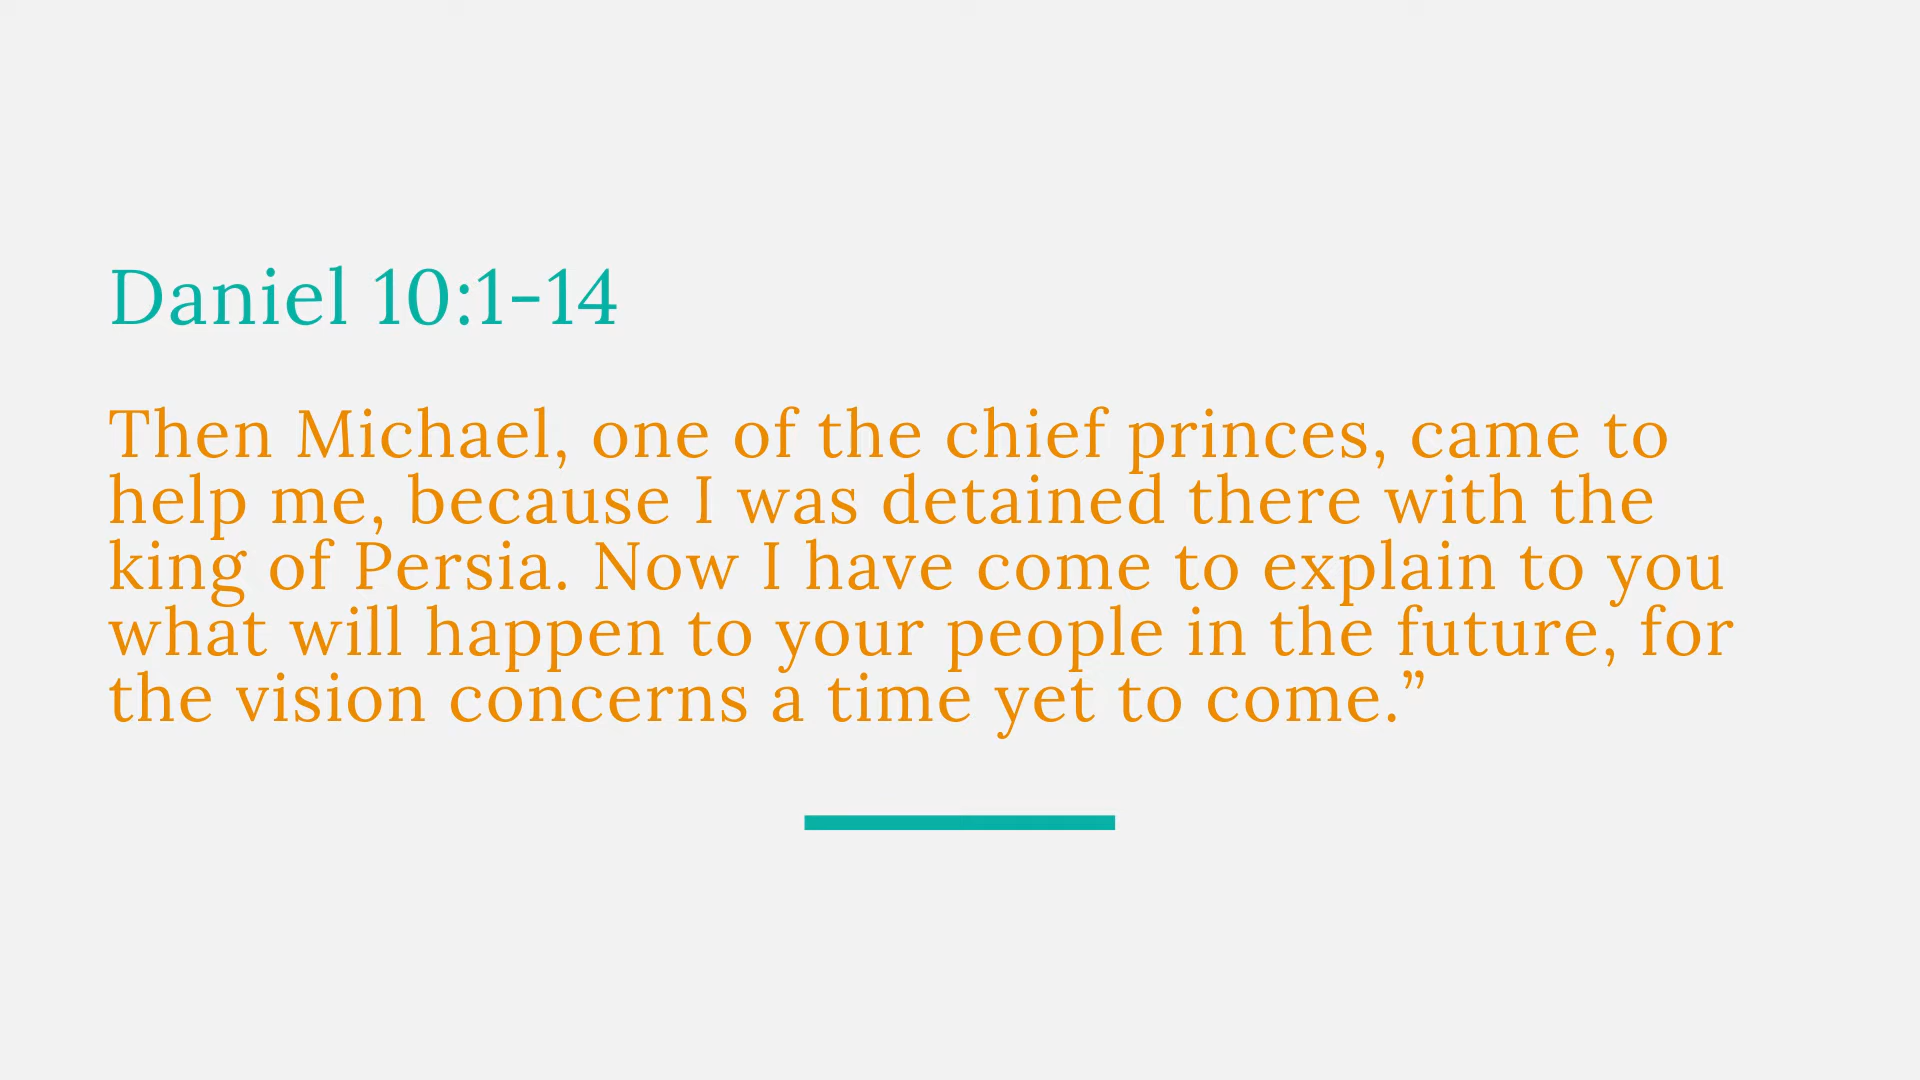 Daniel 10:1-14
Then Michael, one of the chief princes, came to
help me, because I was detained there with the
king of Persia. Now I have come to explain to you
what will happen to your people in the future, for
the vision concerns a time yet to come.”